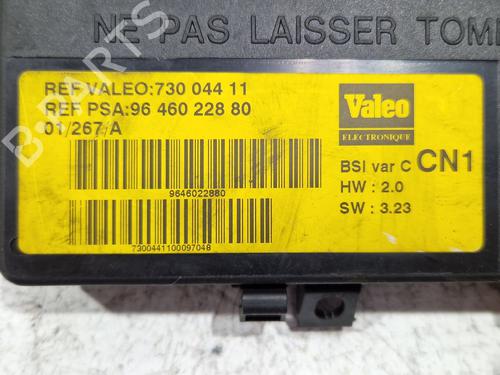 NE PAS LAISSER TOM
REF VALEO:730 044 11
REF PSA:96 460 228 80
01/267/A
9646022880
7300441100097048
Valeo
ELECTRONIQUE
BSI var C CN1
HW : 2.0
SW : 3.23
B-PARTS